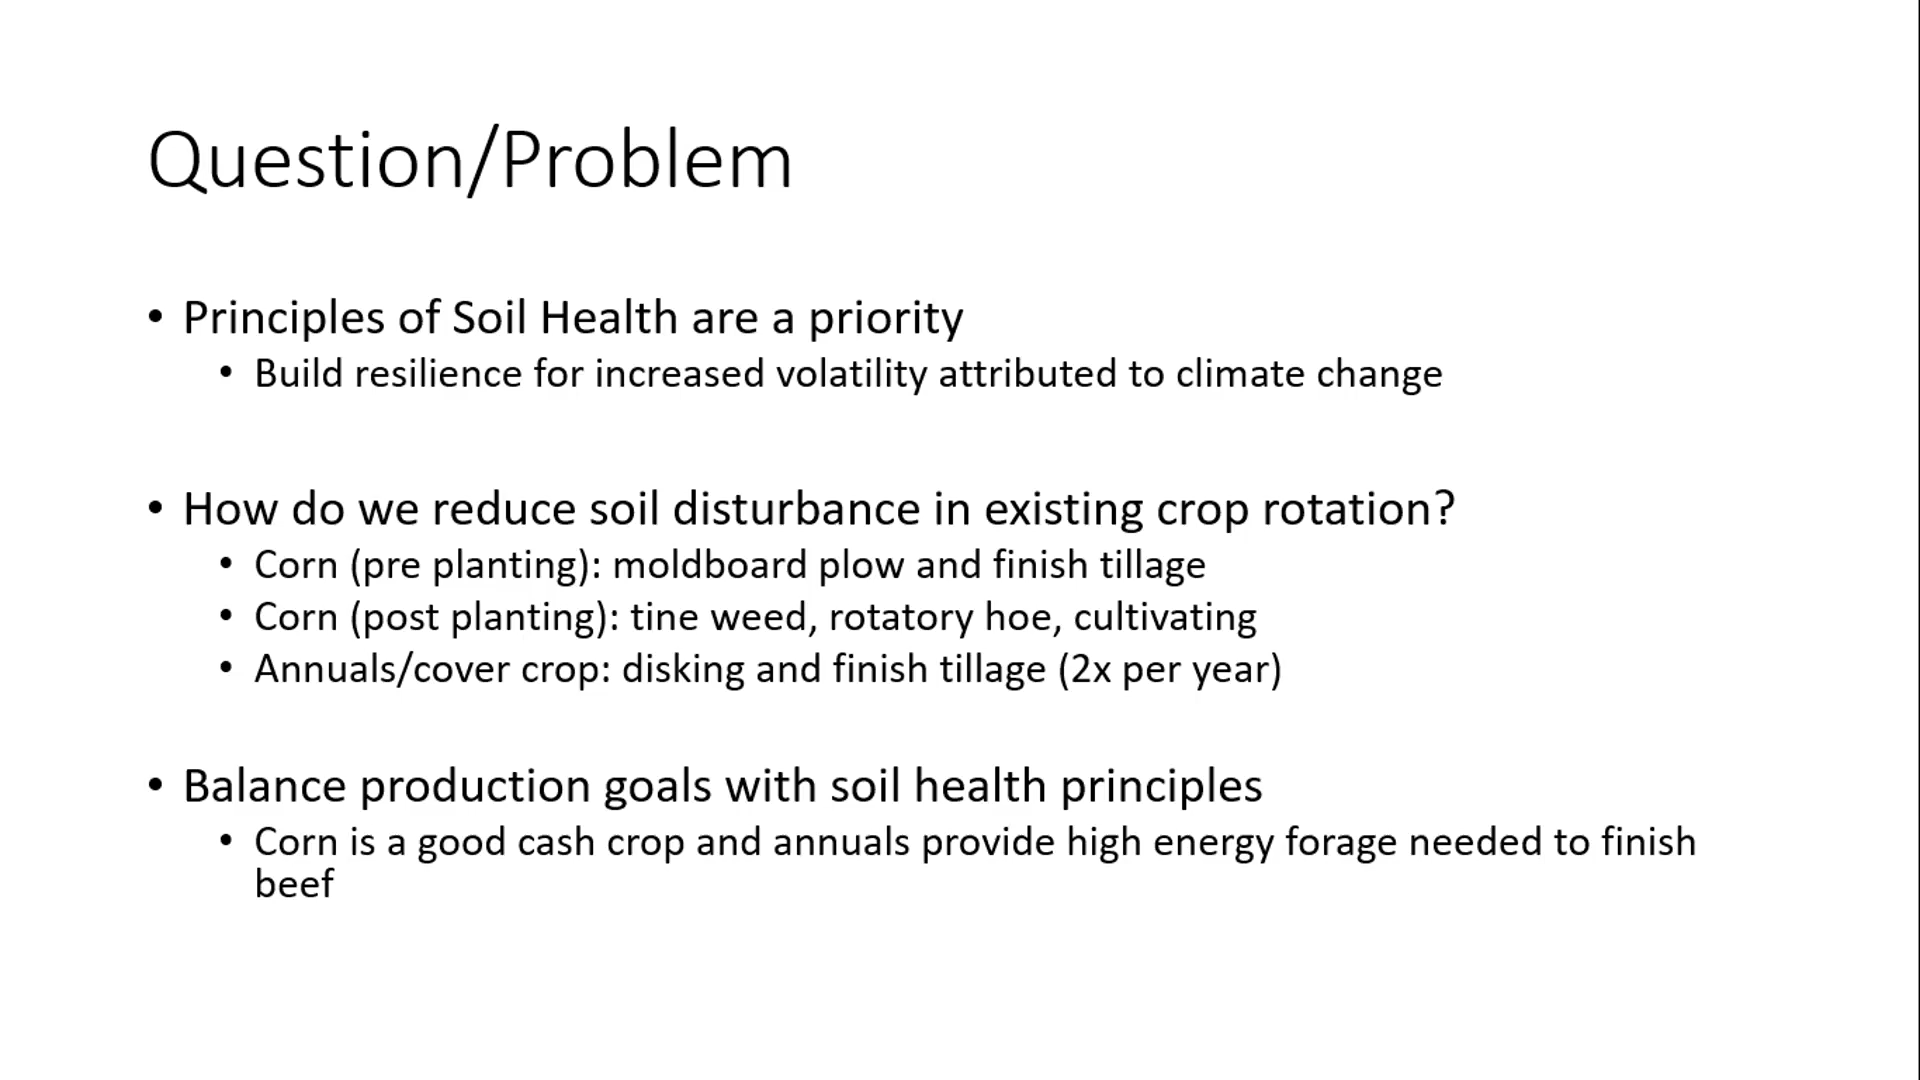 Question/Problem
• Principles of Soil Health are a priority
• Build resilience for increased volatility attributed to climate change
• How do we reduce soil disturbance in existing crop rotation?
• Corn (pre planting): moldboard plow and finish tillage
• Corn (post planting): tine weed, rotatory hoe, cultivating
• Annuals/cover crop: disking and finish tillage (2x per year)
• Balance production goals with soil health principles
• Corn is a good cash crop and annuals provide high energy forage needed to finish
beef